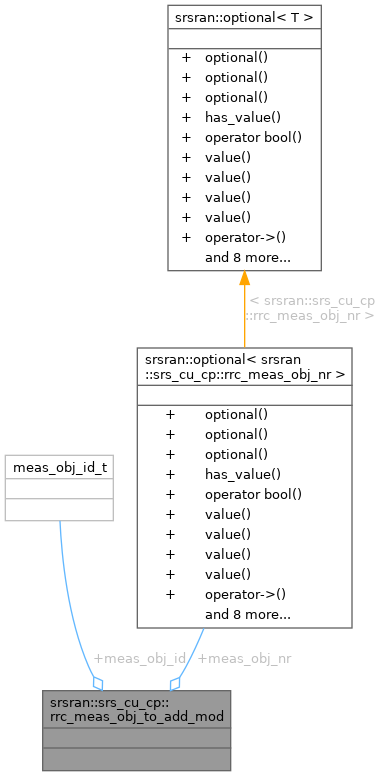 srsran::optional< T >
+ optional()
+ optional()
+ optional()
+ has_value()
+ operator bool()
+ value()
+ value()
+ value()
+ value()
+ operator->()
and 8 more...
< srsran::srs_cu_cp
::rrc_meas_obj_nr >
srsran::optional< srsran
::srs_cu_cp::rrc_meas_obj_nr >
+ optional()
+ optional()
+ optional()
+ has_value()
+ operator bool()
+ value()
+ value()
+ value()
+ value()
+ operator->()
and 8 more...
meas_obj_id_t
+meas_obj_id
+meas_obj_nr
srsran::srs_cu_cp::
rrc_meas_obj_to_add_mod